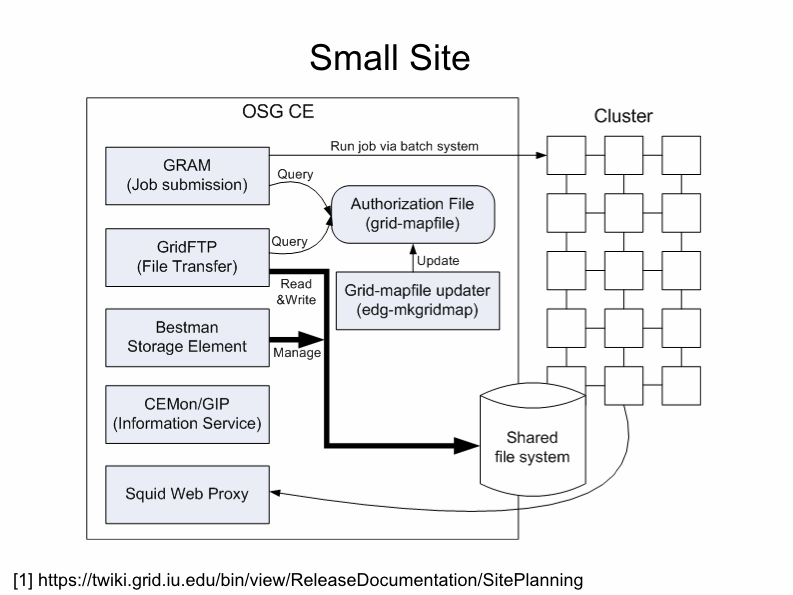 Small Site
OSG CE
Cluster
GRAM
(Job submission)
Run job via batch system
Query
Authorization File
(grid-mapfile)
GridFTP
(File Transfer)
Query
Update
Read
&Write
Grid-mapfile updater
(edg-mkgridmap)
Bestman
Storage Element
Manage
CEMon/GIP
(Information Service)
Shared
file system
Squid Web Proxy
[1] https://twiki.grid.iu.edu/bin/view/ReleaseDocumentation/SitePlanning